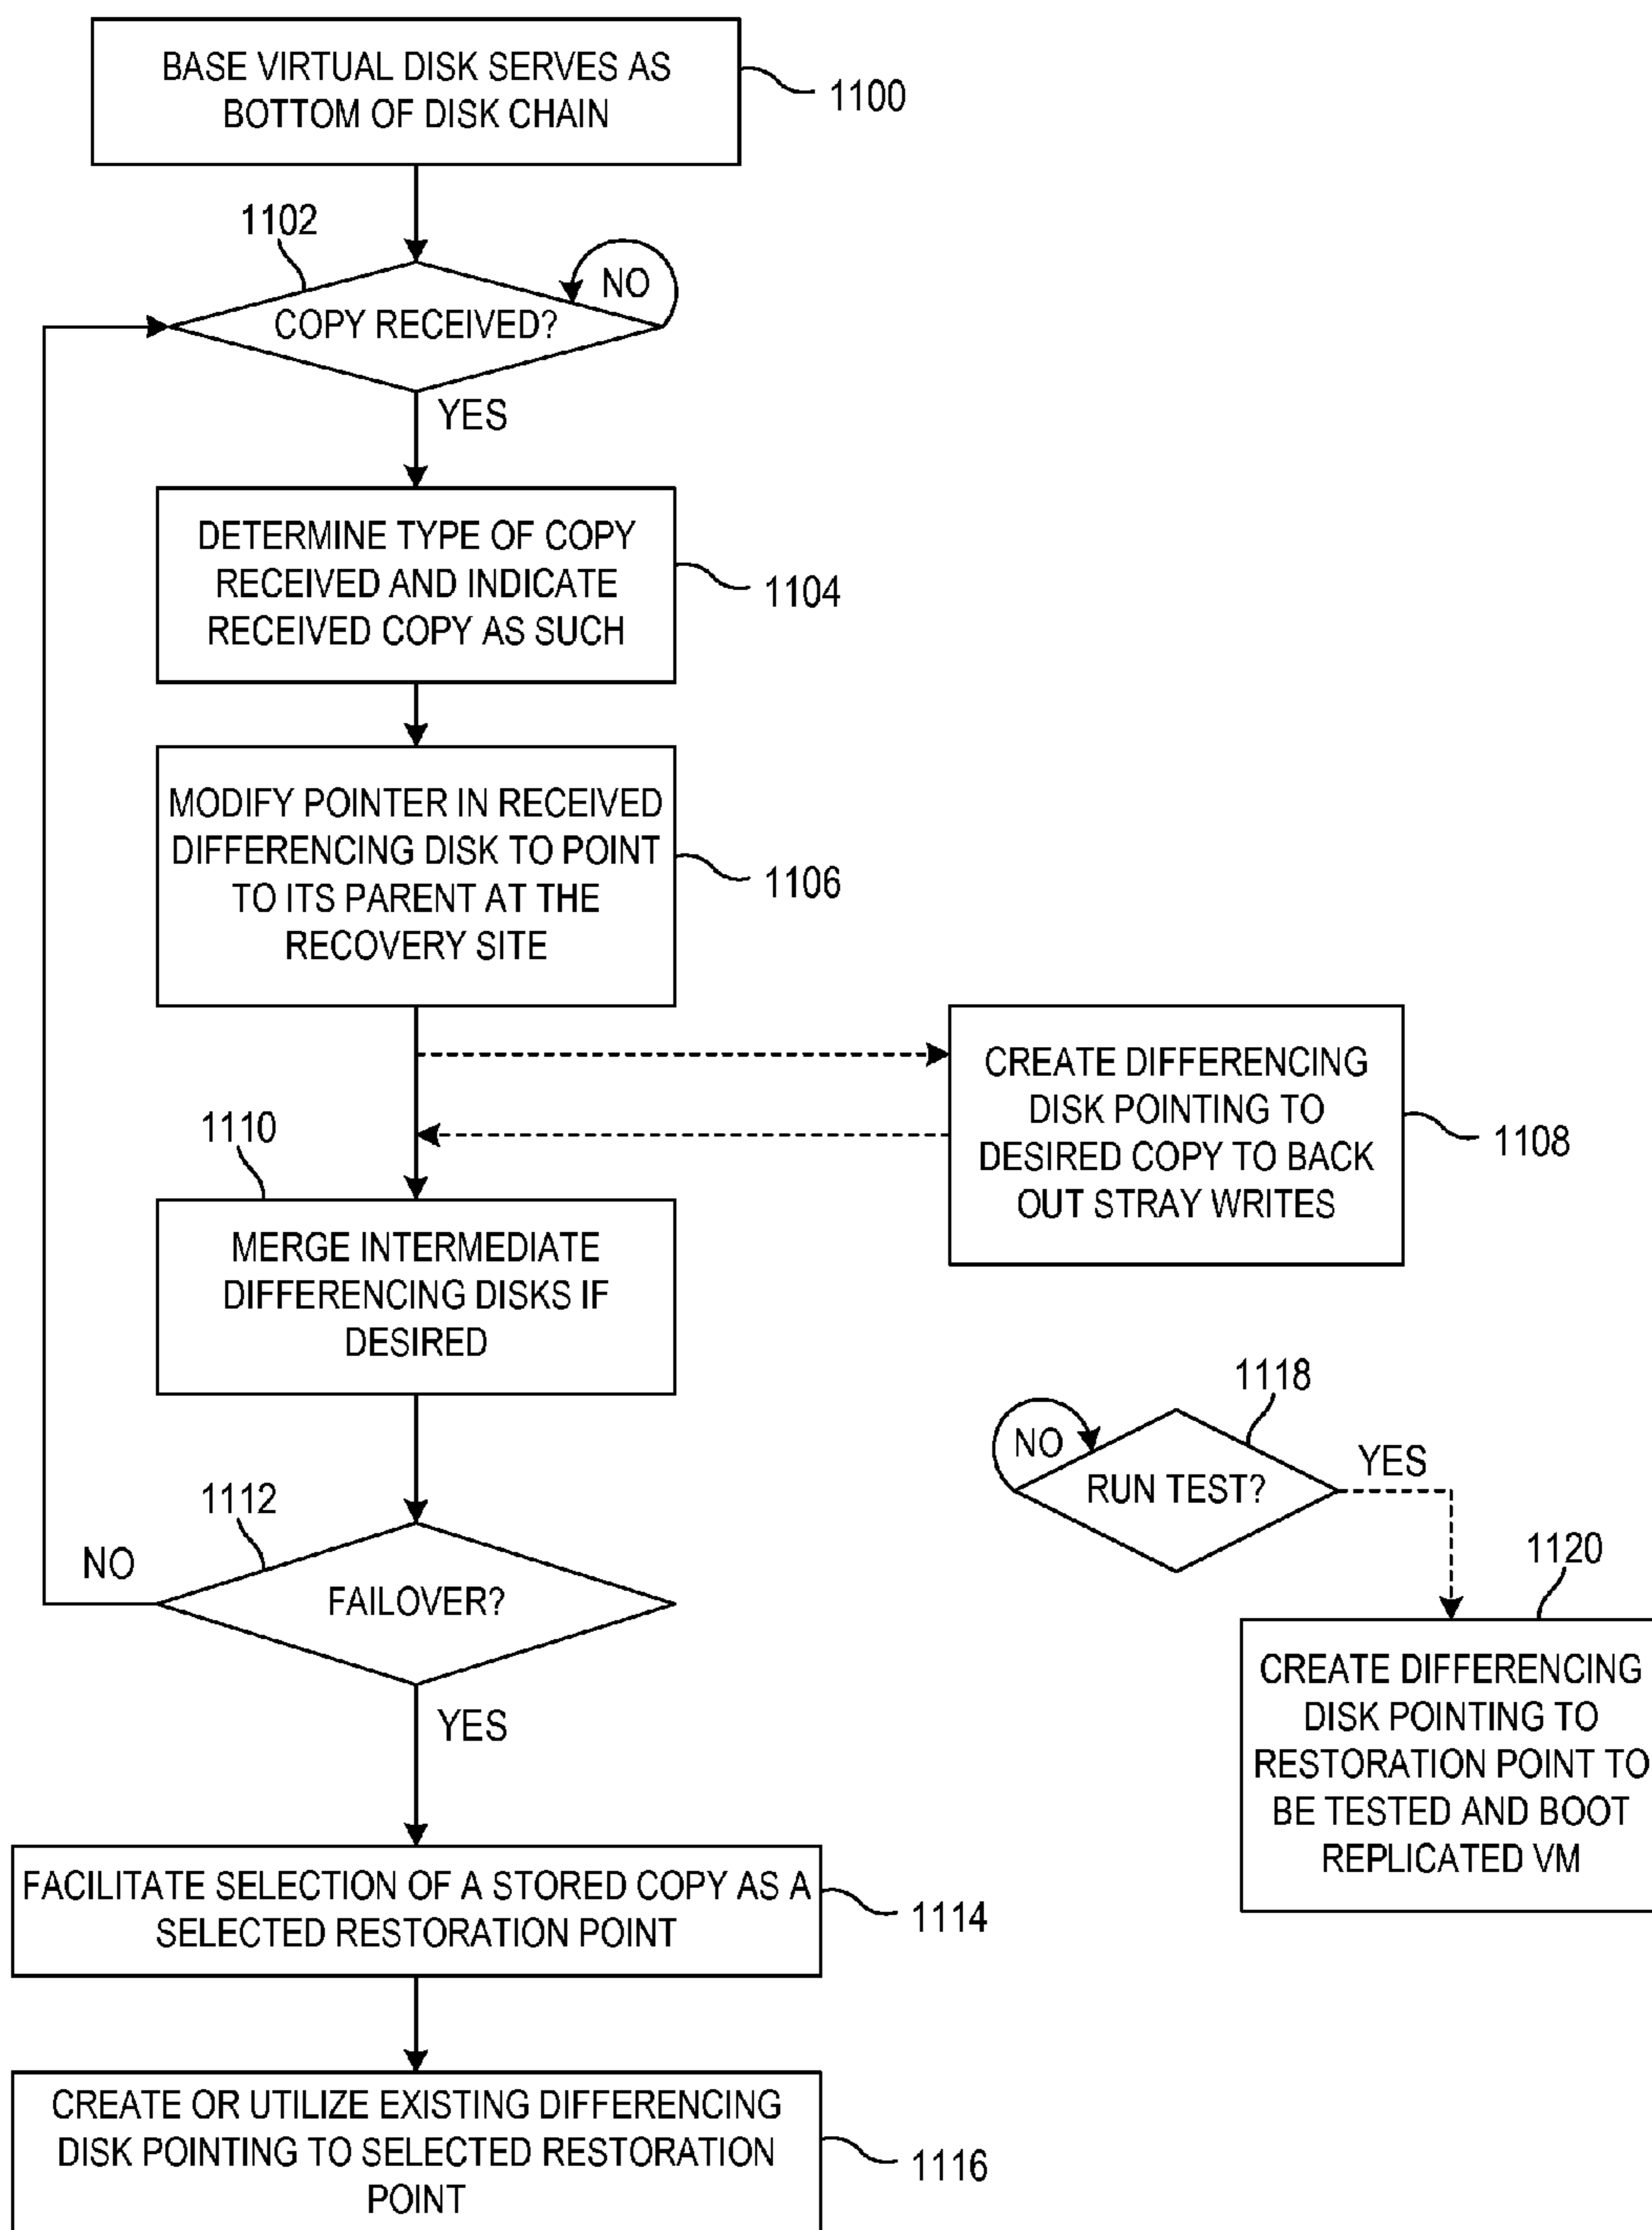 BASE VIRTUAL DISK SERVES AS
BOTTOM OF DISK CHAIN
1100
1102
NO
COPY RECEIVED?
YES
DETERMINE TYPE OF COPY
RECEIVED AND INDICATE
RECEIVED COPY AS SUCH
1104
MODIFY POINTER IN RECEIVED
DIFFERENCING DISK TO POINT
TO ITS PARENT AT THE
RECOVERY SITE
1106
CREATE DIFFERENCING
DISK POINTING TO
DESIRED COPY TO BACK
OUT STRAY WRITES
1108
1110
MERGE INTERMEDIATE
DIFFERENCING DISKS IF
DESIRED
1112
NO
FAILOVER?
YES
1118
NO
RUN TEST?
YES
1120
CREATE DIFFERENCING
DISK POINTING TO
RESTORATION POINT TO
BE TESTED AND BOOT
REPLICATED VM
FACILITATE SELECTION OF A STORED COPY AS A
SELECTED RESTORATION POINT
1114
CREATE OR UTILIZE EXISTING DIFFERENCING
DISK POINTING TO SELECTED RESTORATION
POINT
1116